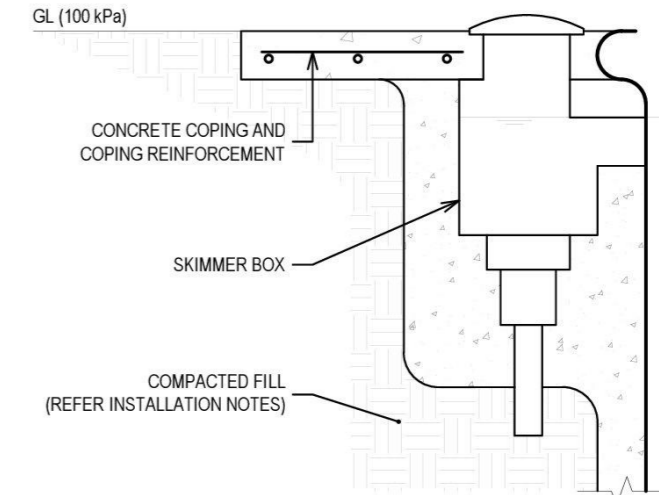 GL (100 kPa)
CONCRETE COPING AND
COPING REINFORCEMENT
SKIMMER BOX
COMPACTED FILL
(REFER INSTALLATION NOTES)